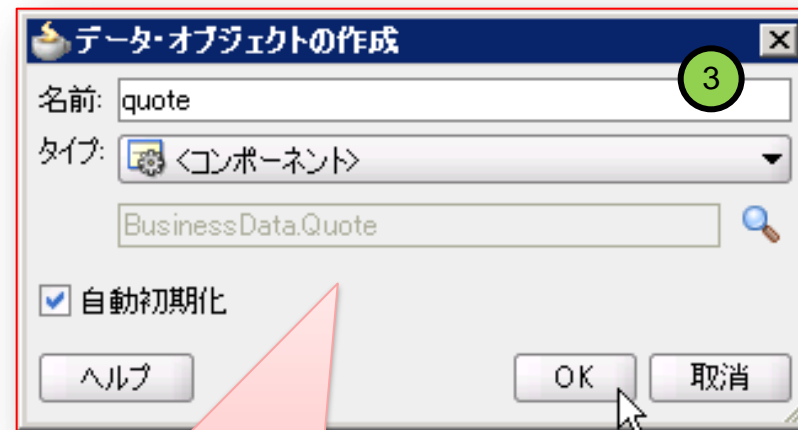 データ・オブジェクトの作成
3
名前: quote
タイプ: <コンポーネント>
BusinessData.Quote
自動初期化
ヘルプ OK 取消